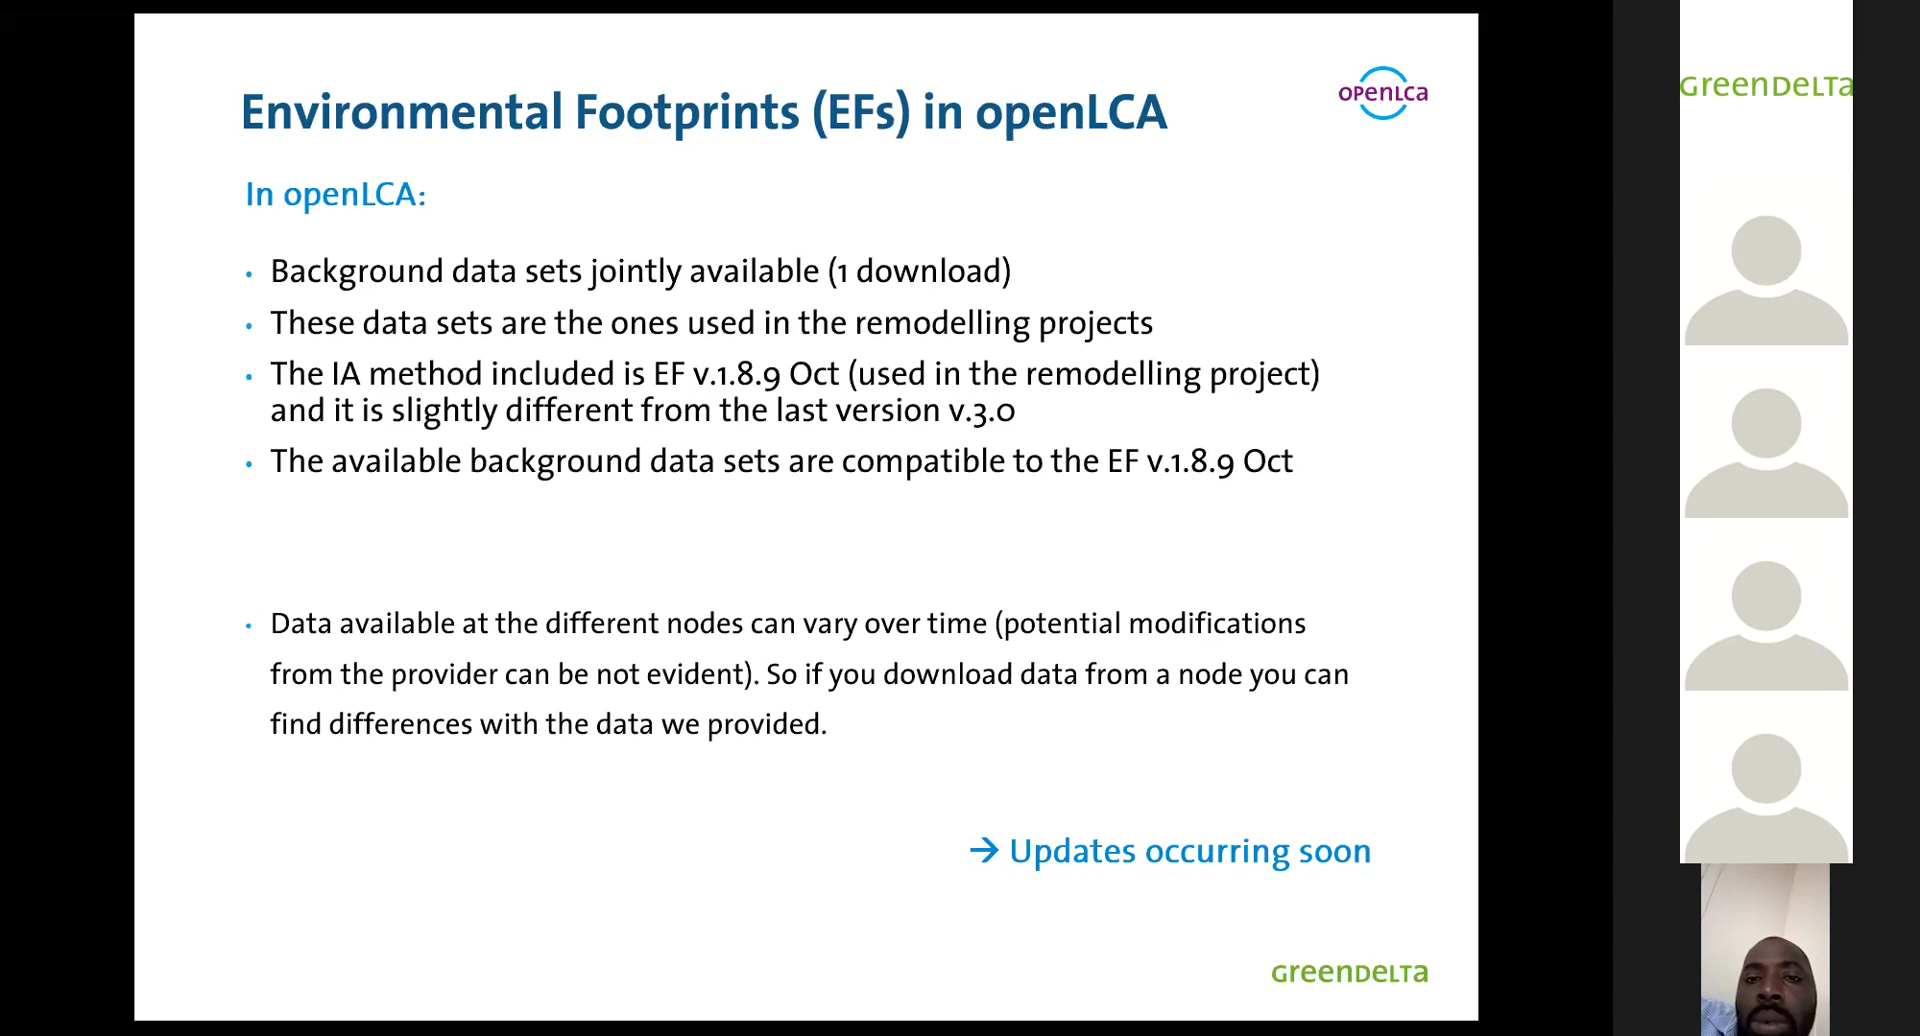 Environmental Footprints (EFs) in openLCA
openLCa
GreenDeLTa
In openLCA:
• Background data sets jointly available (1 download)
• These data sets are the ones used in the remodelling projects
• The IA method included is EF v.1.8.9 Oct (used in the remodelling project)
and it is slightly different from the last version v.3.0
• The available background data sets are compatible to the EF v.1.8.9 Oct
• Data available at the different nodes can vary over time (potential modifications
from the provider can be not evident). So if you download data from a node you can
find differences with the data we provided.
→ Updates occurring soon
GreenDeLTa